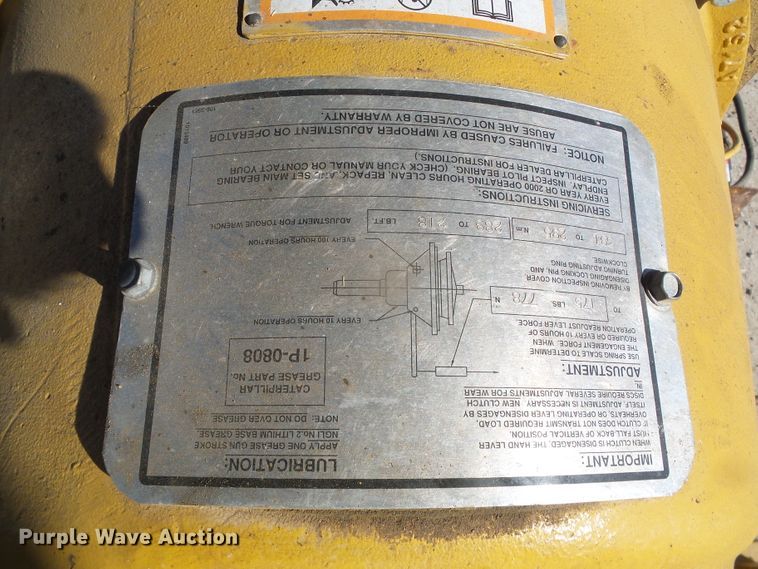 IMPORTANT:
WHEN CLUTCH IS DISENGAGED, THE HAND LEVER
MUST FALL BACK OF VERTICAL POSITION.
IF CLUTCH DOES NOT TRANSMIT REQUIRED LOAD,
OVERHEATS, OR OPERATING LEVER DISENGAGES BY
ITSELF, ADJUSTMENT IS NECESSARY NEW CLUTCH
DISCS REQUIRE SEVERAL ADJUSTMENTS FOR WEAR
IN.
ADJUSTMENT:
USE SPRING SCALE TO DETERMINE
THE ENGAGEMENT FORCE. WHEN
REQUIRED OR EVERY 10 HOURS
OPERATION READJUST LEVER FORCE
TO 175 LBS 778 N
BY REMOVING INSPECTION COVER
DISENGAGING LOCKING PIN, AND
TURNING ADJUSTING RING
CLOCKWISE
LUBRICATION:
APPLY ONE GREASE GUN STROKE
NGLI No.2 LITHIUM BASE GREASE.
NOTE: DO NOT OVER GREASE
CATERPILLAR
GREASE PART No.
1P-0808
EVERY 10 HOURS OPERATION
EVERY 100 HOURS OPERATION
ADJUSTMENT FOR TORQUE WRENCH
TO 295 N.m 289 TO 218 LB.FT.
SERVICING INSTRUCTIONS:
EVERY YEAR OR 2000 OPERATING HOURS CLEAN, REPACK, AND SET MAIN BEARING
ENDPLAY. INSPECT PILOT BEARING, (CHECK YOUR MANUAL OR CONTACT YOUR
CATERPILLAR DEALER FOR INSTRUCTIONS.)
NOTICE: FAILURES CAUSED BY IMPROPER ADJUSTMENT OR OPERATOR
ABUSE ARE NOT COVERED BY WARRANTY.
Purple Wave Auction